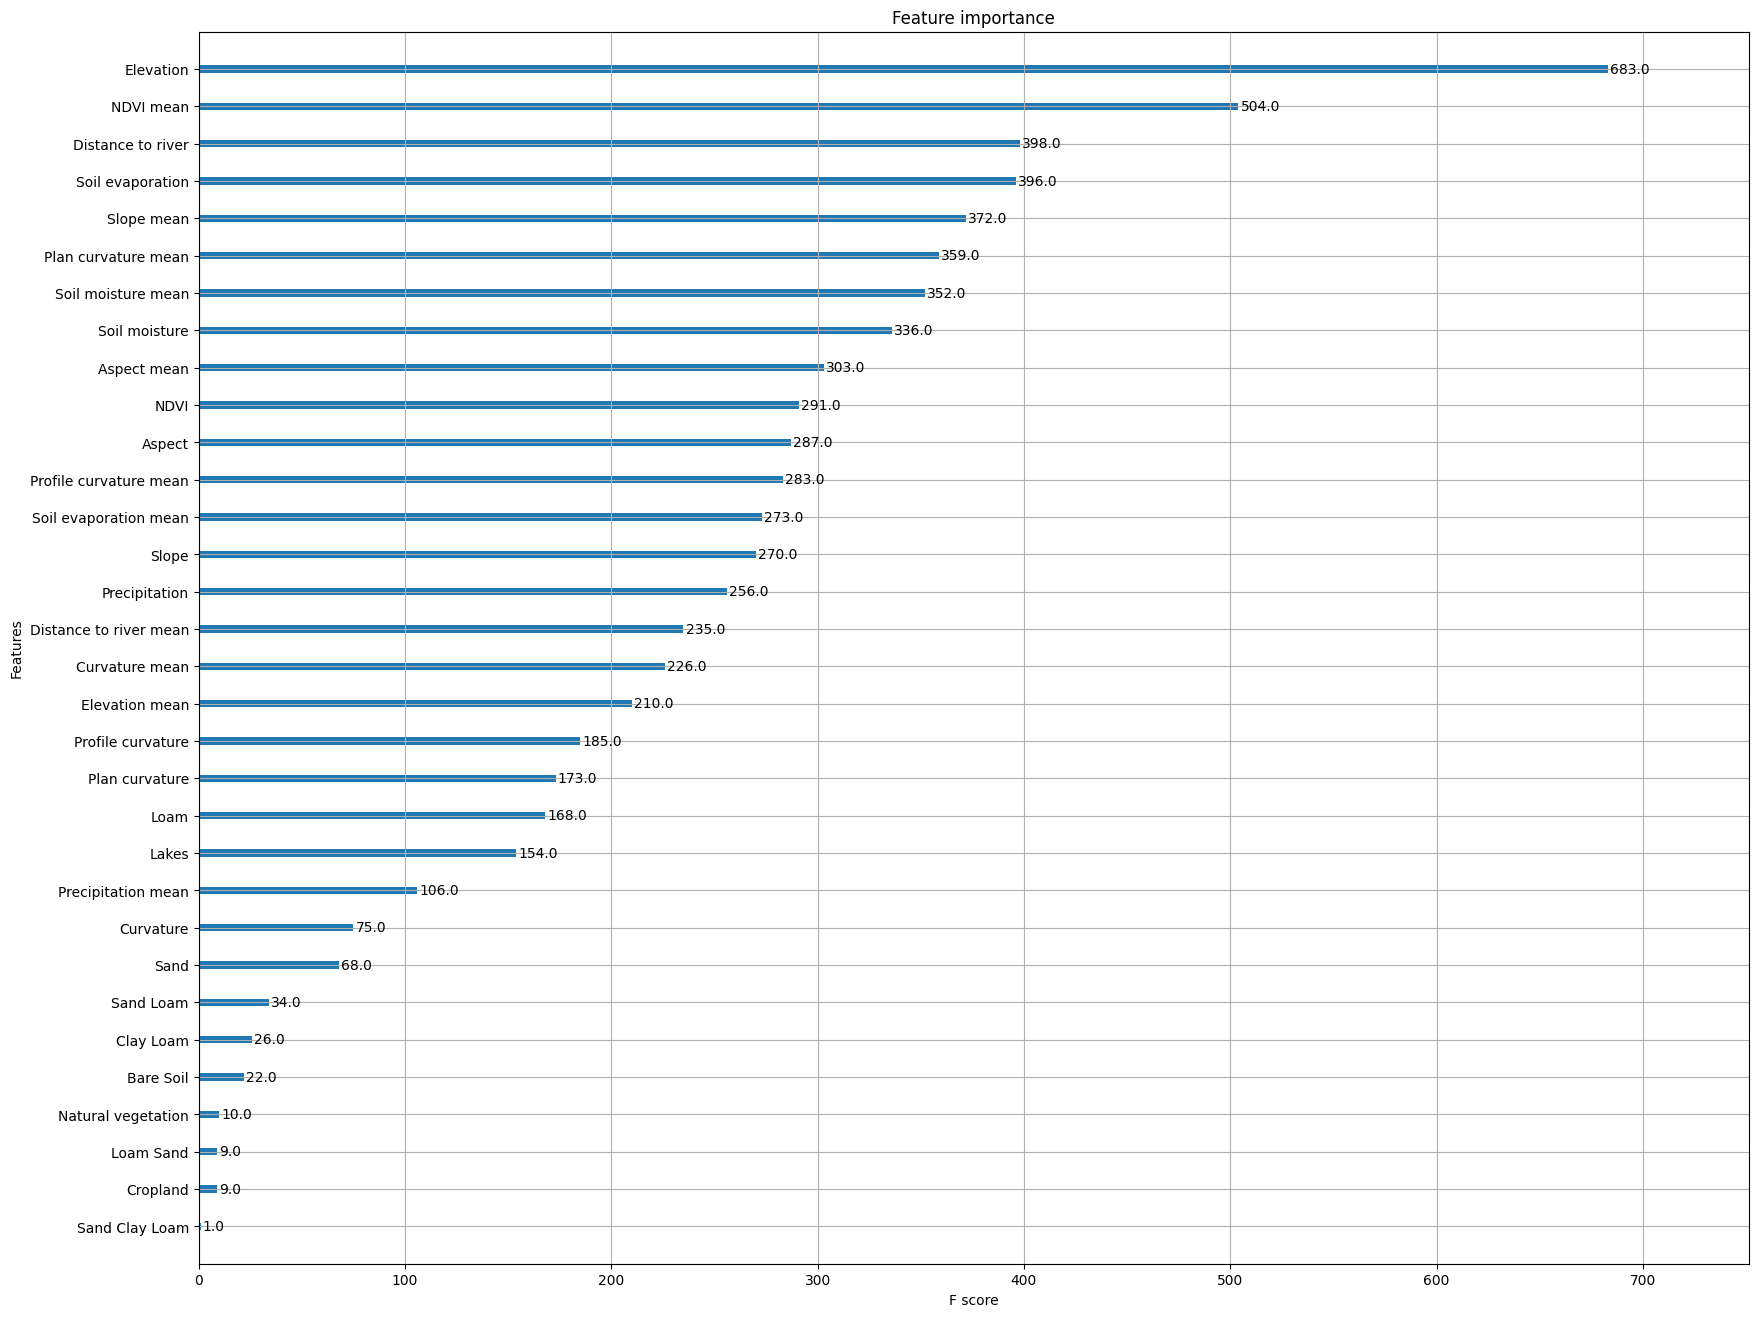 Feature importance
Elevation 683.0
NDVI mean 504.0
Distance to river 398.0
Soil evaporation 396.0
Slope mean 372.0
Plan curvature mean 359.0
Soil moisture mean 352.0
Soil moisture 336.0
Aspect mean 303.0
NDVI 291.0
Aspect 287.0
Profile curvature mean 283.0
Soil evaporation mean 273.0
Slope 270.0
Precipitation 256.0
Distance to river mean 235.0
Curvature mean 226.0
Elevation mean 210.0
Profile curvature 185.0
Plan curvature 173.0
Loam 168.0
Lakes 154.0
Precipitation mean 106.0
Curvature 75.0
Sand 68.0
Sand Loam 34.0
Clay Loam 26.0
Bare Soil 22.0
Natural vegetation 10.0
Loam Sand 9.0
Cropland 9.0
Sand Clay Loam 1.0
Features
0 100 200 300 400 500 600 700
F score